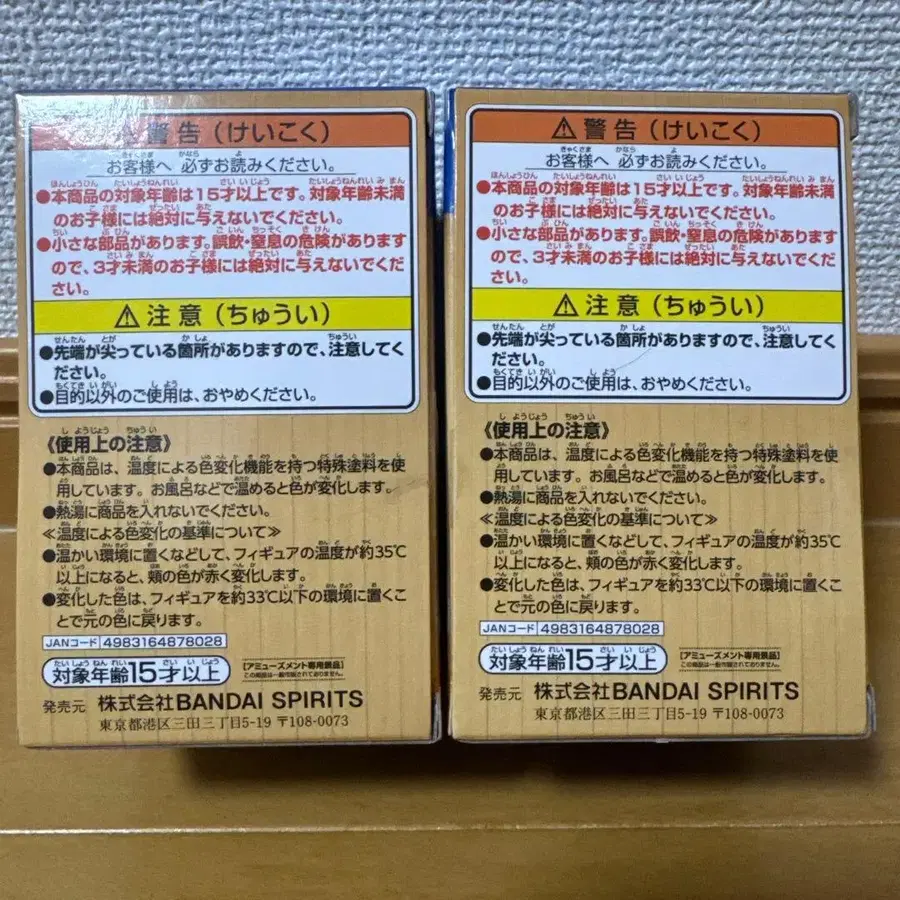 ⚠警告(けいこく)
お客様へ 必ずお読みください。
●本商品の対象年齢は15才以上です。対象年齢未満
のお子様には絶対に与えないでください。
●小さな部品があります。誤飲・窒息の危険があります
ので、3才未満のお子様には絶対に与えないでくだ
さい。
⚠注意(ちゅうい)
●先端が尖っている箇所がありますので、注意してく
ださい。
●目的以外のご使用は、おやめください。
《使用上の注意》
●本商品は、温度による色変化機能を持つ特殊塗料を使
用しています。お風呂などで温めると色が変化します。
●熱湯に商品を入れないでください。
≪温度による色変化の基準について≫
●温かい環境に置くなどして、フィギュアの温度が約35℃
以上になると、頬の色が赤く変化します。
●変化した色は、フィギュアを約33℃以下の環境に置くこ
とで元の色に戻ります。
JANコード 4983164878028
対象年齢15才以上
【アミューズメント専用景品】
この商品は一般市販されておりません。
発売元 株式会社BANDAI SPIRITS
東京都港区三田三丁目5-19 〒108-0073
⚠警告(けいこく)
お客様へ 必ずお読みください。
●本商品の対象年齢は15才以上です。対象年齢未満
のお子様には絶対に与えないでください。
●小さな部品があります。誤飲・窒息の危険があります
ので、3才未満のお子様には絶対に与えないでくだ
さい。
⚠注意(ちゅうい)
●先端が尖っている箇所がありますので、注意してく
ださい。
●目的以外のご使用は、おやめください。
《使用上の注意》
●本商品は、温度による色変化機能を持つ特殊塗料を使
用しています。お風呂などで温めると色が変化します。
●熱湯に商品を入れないでください。
≪温度による色変化の基準について≫
●温かい環境に置くなどして、フィギュアの温度が約35℃
以上になると、頬の色が赤く変化します。
●変化した色は、フィギュアを約33℃以下の環境に置くこ
とで元の色に戻ります。
JANコード 4983164878028
対象年齢15才以上
【アミューズメント専用景品】
この商品は一般市販されておりません。
発売元 株式会社BANDAI SPIRITS
東京都港区三田三丁目5-19 〒108-0073